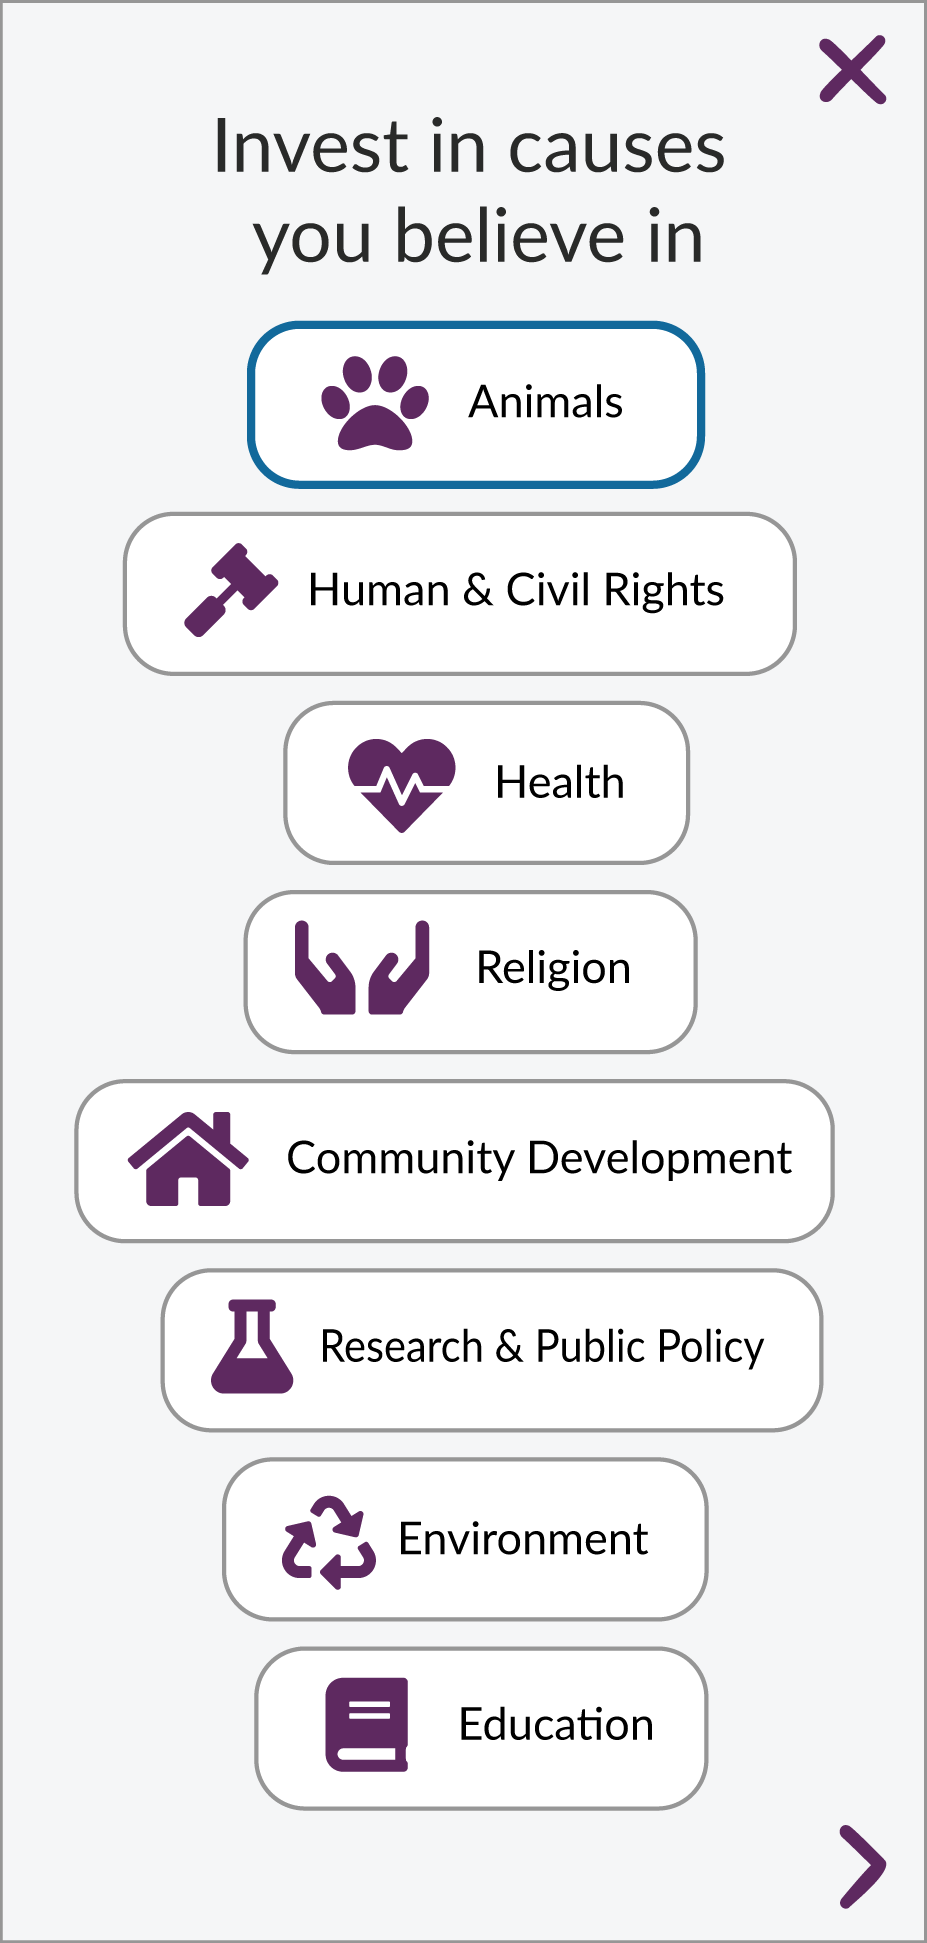 Invest in causes
you believe in
Animals
Human & Civil Rights
Health
Religion
Community Development
Research & Public Policy
Environment
Education